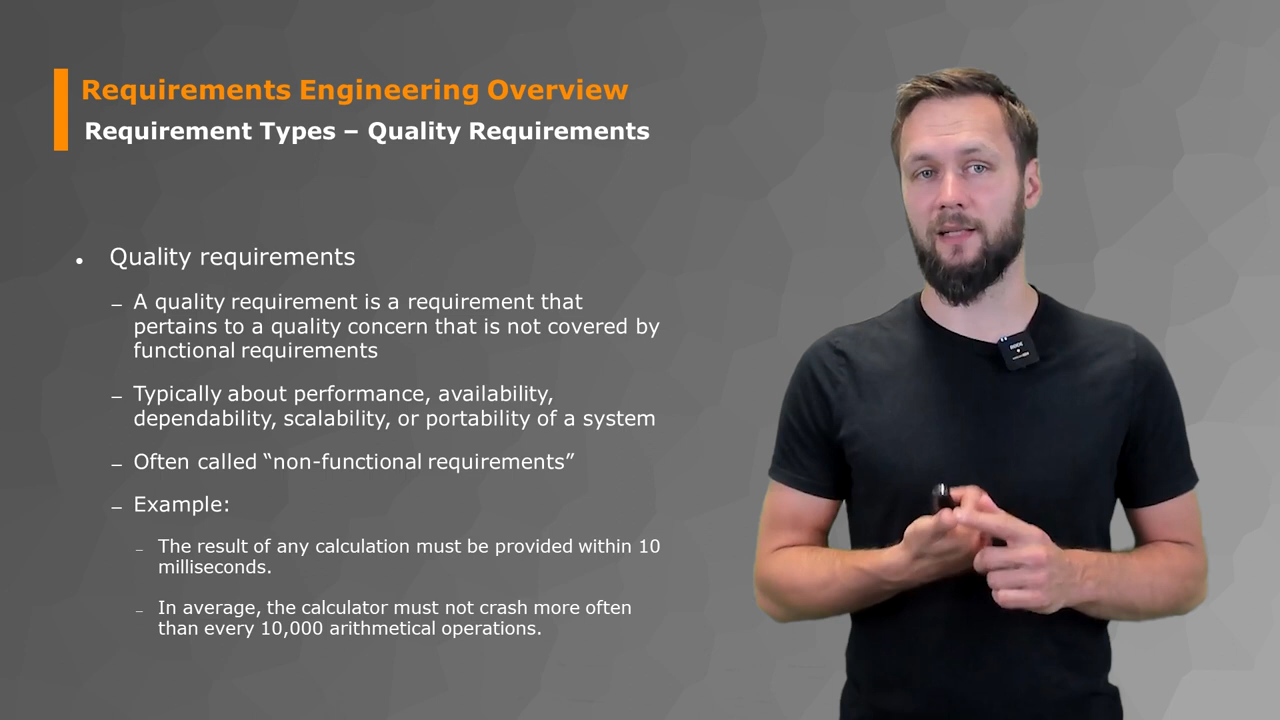 Requirements Engineering Overview
Requirement Types – Quality Requirements
• Quality requirements
– A quality requirement is a requirement that
pertains to a quality concern that is not covered by
functional requirements
– Typically about performance, availability,
dependability, scalability, or portability of a system
– Often called “non-functional requirements”
– Example:
– The result of any calculation must be provided within 10
milliseconds.
– In average, the calculator must not crash more often
than every 10,000 arithmetical operations.